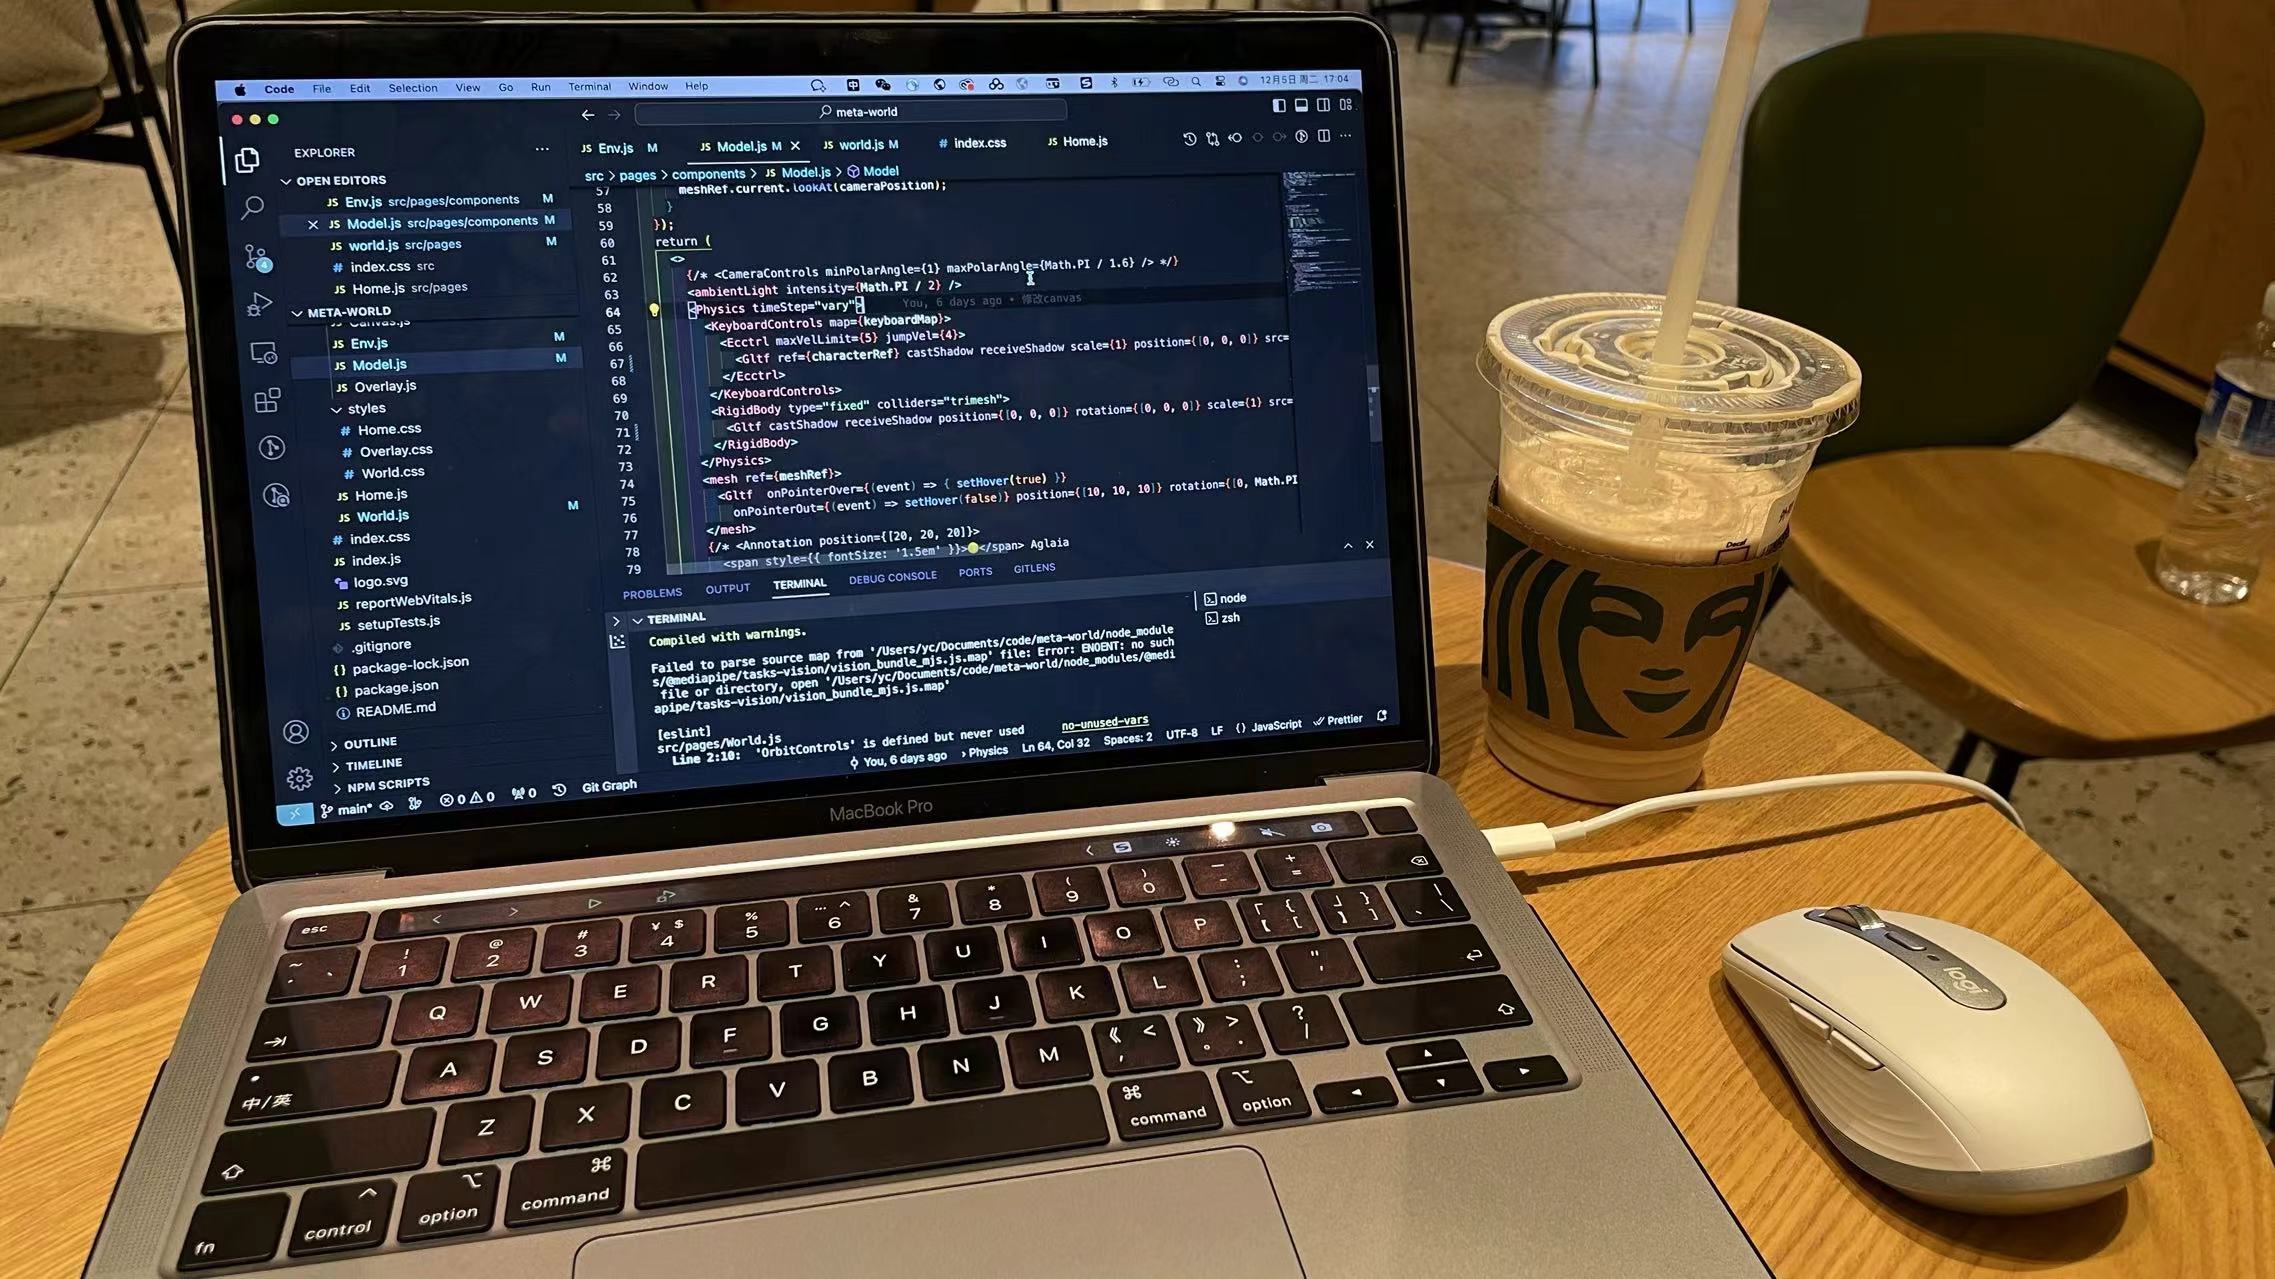 Code File Edit Selection View Go Run Terminal Window Help 12月5日 周二 17:04
meta-world
EXPLORER
OPEN EDITORS
JS Env.js src/pages/components M
JS Model.js src/pages/components M
JS world.js src/pages M
# index.css src
JS Home.js src/pages
META-WORLD
Canvas.js
JS Env.js M
JS Model.js M
JS Overlay.js
styles
# Home.css
# Overlay.css
# World.css
JS Home.js
JS World.js M
# index.css
JS index.js
logo.svg
JS reportWebVitals.js
JS setupTests.js
.gitignore
{} package-lock.json
{} package.json
README.md
OUTLINE
TIMELINE
NPM SCRIPTS
4
JS Env.js M JS Model.js M JS world.js M # index.css JS Home.js
src > pages > components > JS Model.js > Model
57 meshRef.current.lookAt(cameraPosition);
58 }
59 });
60 return (
61 <>
62 {/* <CameraControls minPolarAngle={1} maxPolarAngle={Math.PI / 1.6} /> */}
63 <ambientLight intensity={Math.PI / 2} />
64 <Physics timeStep="vary"> You, 6 days ago • 修改canvas
65 <KeyboardControls map={keyboardMap}>
66 <Ecctrl maxVelLimit={5} jumpVel={4}>
67 <Gltf ref={characterRef} castShadow receiveShadow scale={1} position={[0, 0, 0]} src=
68 </Ecctrl>
69 </KeyboardControls>
70 <RigidBody type="fixed" colliders="trimesh">
71 <Gltf castShadow receiveShadow position={[0, 0, 0]} rotation={[0, 0, 0]} scale={1} src=
72 </RigidBody>
73 </Physics>
74 <mesh ref={meshRef}>
75 <Gltf onPointerOver={(event) => { setHover(true) }}
76 onPointerOut={(event) => setHover(false)} position={[10, 10, 10]} rotation={[0, Math.PI
77 </mesh>
78 {/* <Annotation position={[20, 20, 20]}>
79 <span style={{ fontSize: '1.5em' }}></span> Aglaia
PROBLEMS OUTPUT TERMINAL DEBUG CONSOLE PORTS GITLENS
TERMINAL
node
zsh
Compiled with warnings.
Failed to parse source map from '/Users/yc/Documents/code/meta-world/node_module
s/@mediapipe/tasks-vision/vision_bundle_mjs.js.map' file: Error: ENOENT: no such
file or directory, open '/Users/yc/Documents/code/meta-world/node_modules/@medi
apipe/tasks-vision/vision_bundle_mjs.js.map'
[eslint]
src/pages/World.js
Line 2:10: 'OrbitControls' is defined but never used no-unused-vars
main* 0 0 0 Git Graph You, 6 days ago Physics Ln 64, Col 32 Spaces: 2 UTF-8 LF {} JavaScript Prettier
MacBook Pro
esc
~ ! 1 @ 2 # 3 ¥ $ 4 % 5 … ^ 6 & 7 * 8 ( 9 ) 0 — - + =
Q W E R T Y U I O P 「 { 【 [ 」 } 】 ] | 、 \
中/英 A S D F G H J K L : ; " '
Z X C V B N M 《 < , 》 > 。 . ? /
fn control option command command option
Decaf
logi